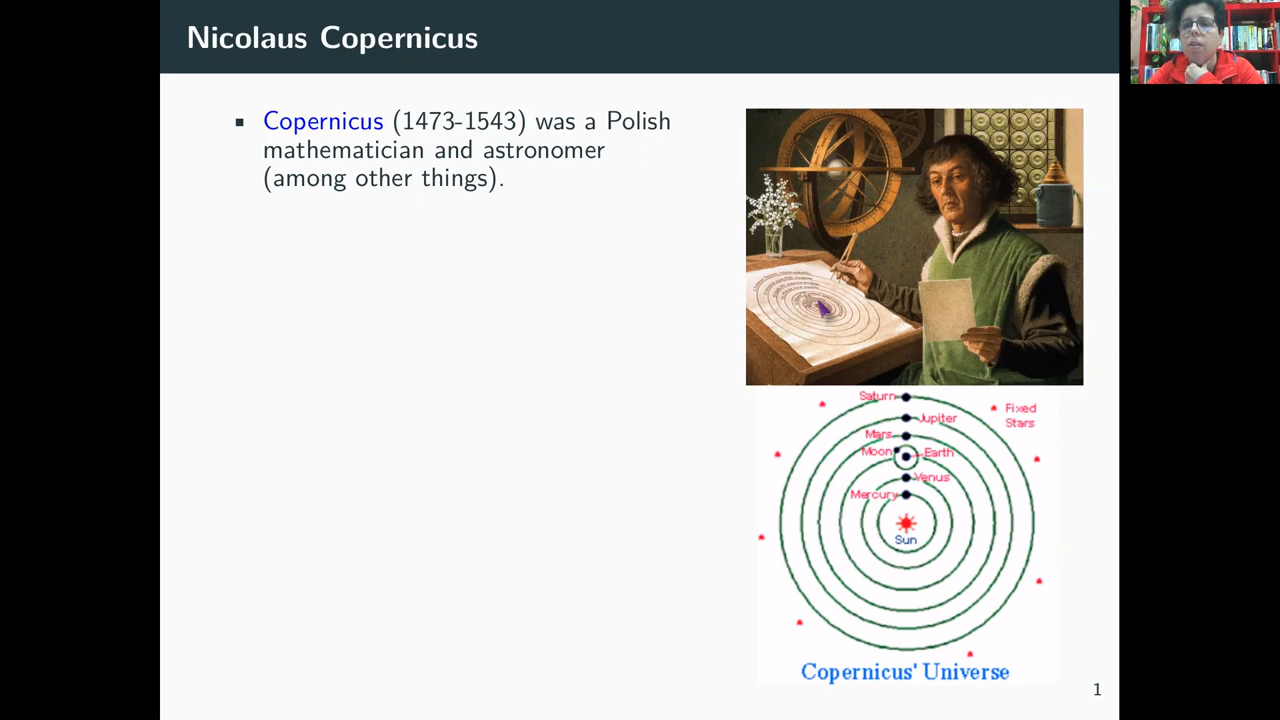 Nicolaus Copernicus
Copernicus (1473-1543) was a Polish
mathematician and astronomer
(among other things).
Saturn
Fixed
Stars
Jupiter
Mars
Moon
Earth
Venus
Mercury
Sun
Copernicus' Universe
1